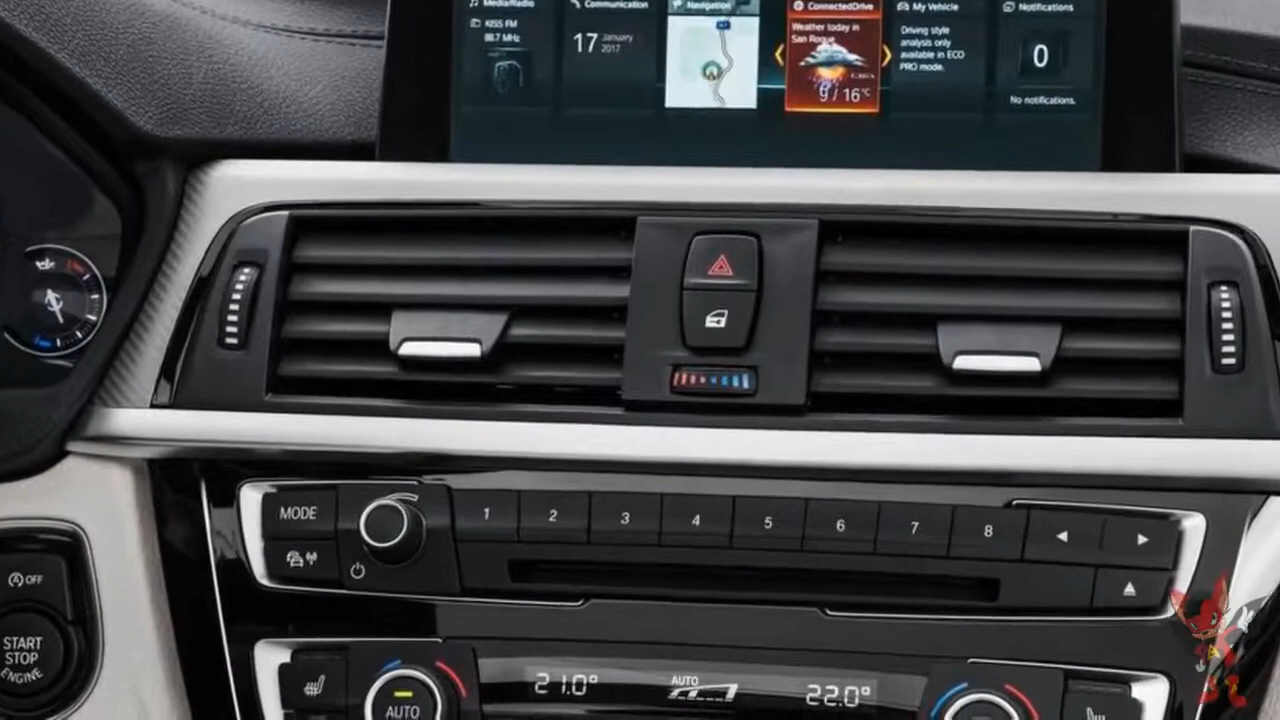 Media/Radio
Communication
Navigation
ConnectedDrive
My Vehicle
Notifications
KISS FM
88.7 MHz
17 January
2017
Weather today in
San Roque
9 / 16 °C
Driving style
analysis only
available in ECO
PRO mode.
0
No notifications.
MODE
1 2 3 4 5 6 7 8
OFF
START
STOP
ENGINE
AUTO
21.0°
AUTO
22.0°